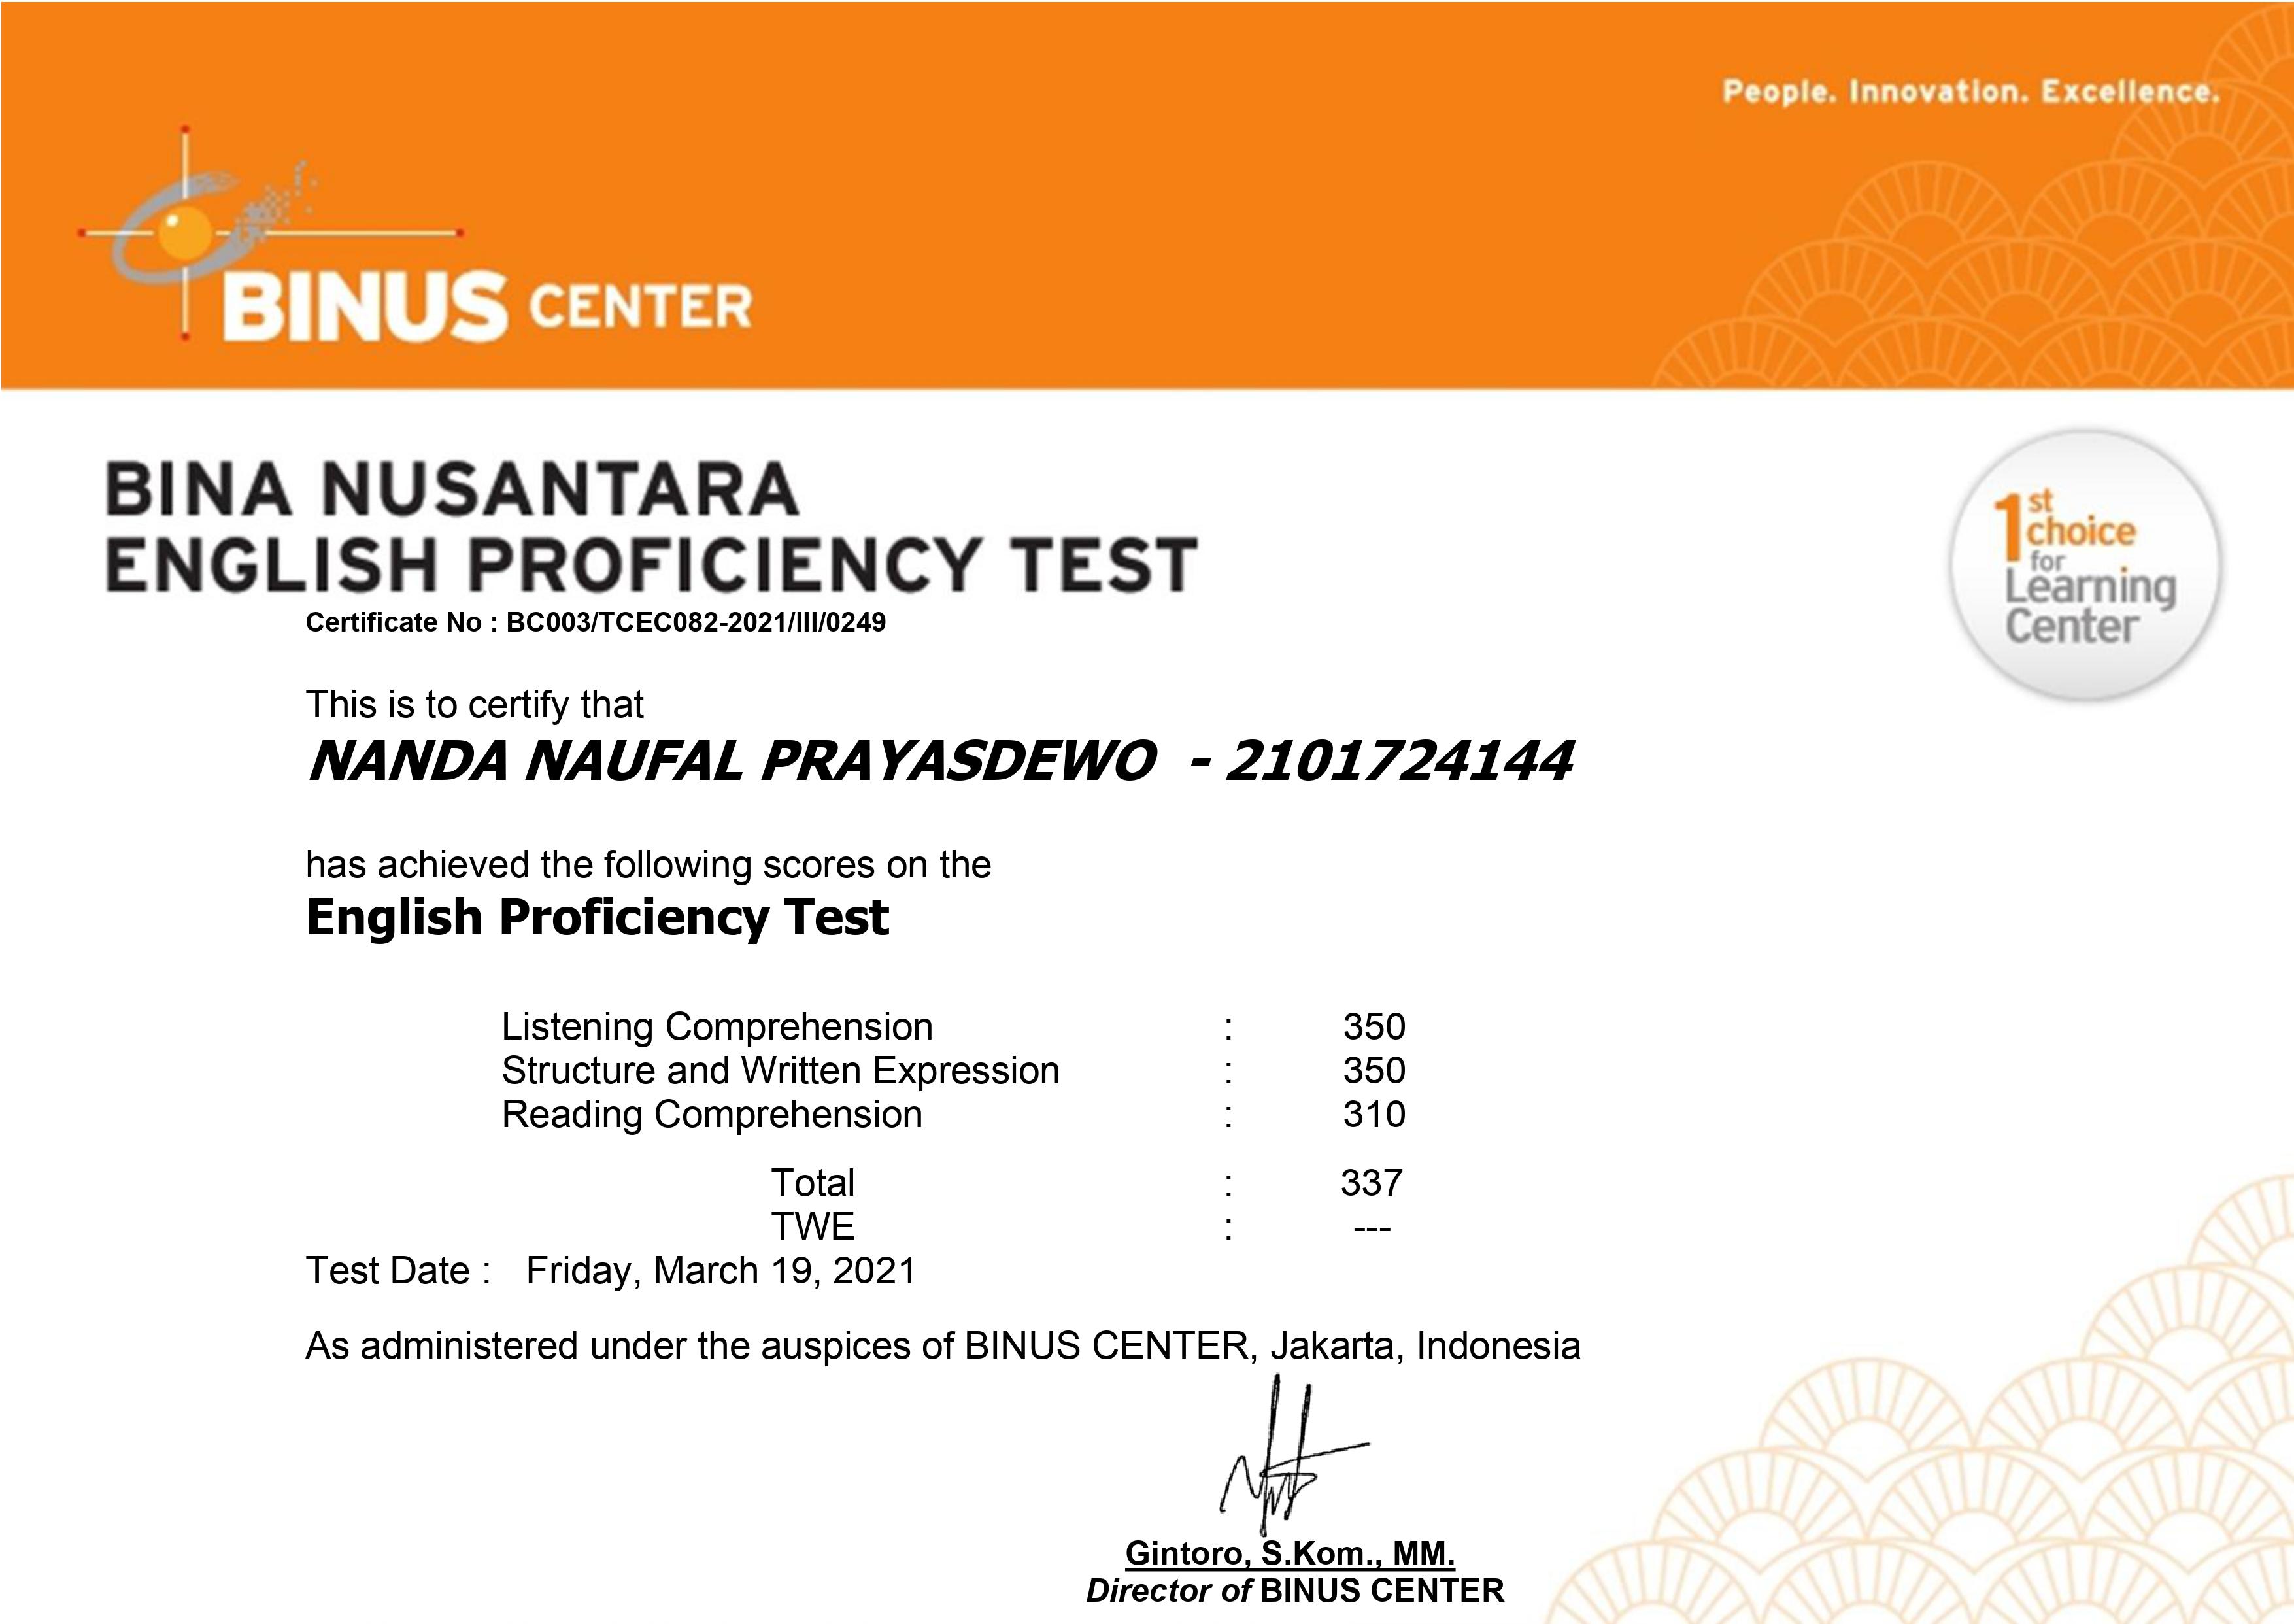 People. Innovation. Excellence.
BINUS CENTER
BINA NUSANTARA
ENGLISH PROFICIENCY TEST
1st
choice
for
Learning
Center
Certificate No : BC003/TCEC082-2021/III/0249
This is to certify that
NANDA NAUFAL PRAYASDEWO - 2101724144
has achieved the following scores on the
English Proficiency Test
Listening Comprehension : 350
Structure and Written Expression : 350
Reading Comprehension : 310
Total : 337
TWE : ---
Test Date : Friday, March 19, 2021
As administered under the auspices of BINUS CENTER, Jakarta, Indonesia
Gintoro, S.Kom., MM.
Director of BINUS CENTER